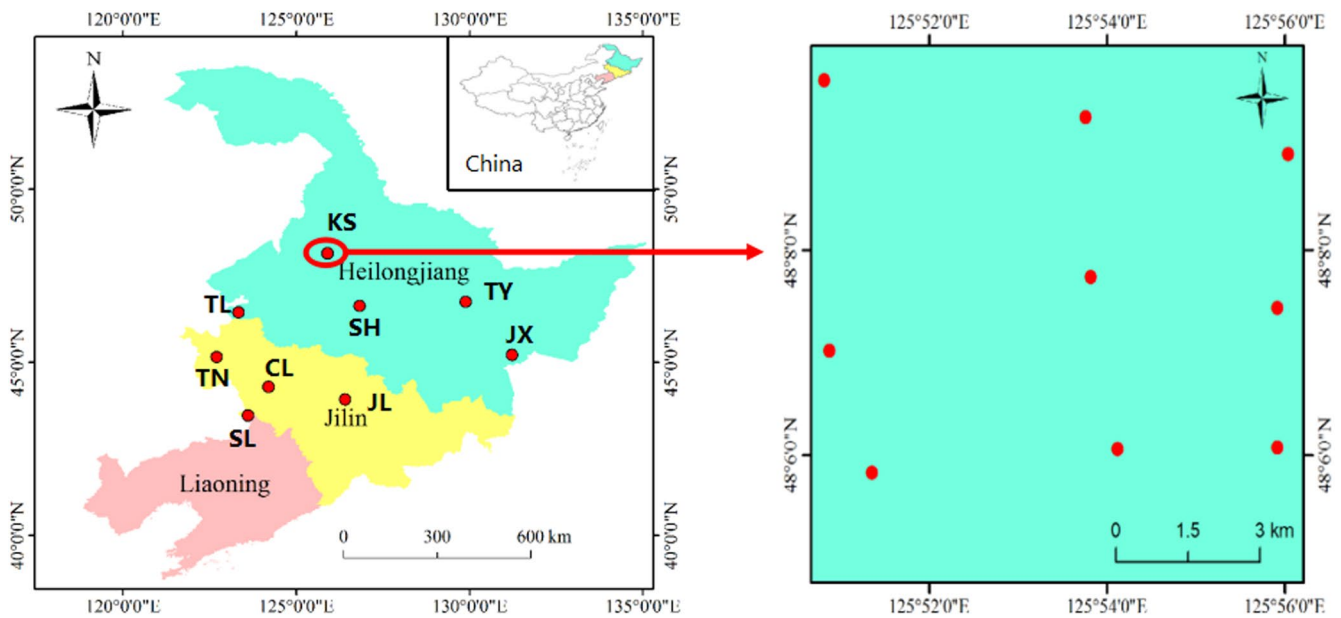 120°0'0"E 125°0'0"E 130°0'0"E 135°0'0"E
N
China
50°0'0"N
50°0'0"N
KS
Heilongjiang
TL
SH
TY
JX
45°0'0"N
45°0'0"N
TN
CL
JL
Jilin
SL
Liaoning
0 300 600 km
40°0'0"N
40°0'0"N
120°0'0"E 125°0'0"E 130°0'0"E 135°0'0"E
125°52'0"E 125°54'0"E 125°56'0"E
N
48°8'0"N
48°8'0"N
48°6'0"N
48°6'0"N
0 1.5 3 km
125°52'0"E 125°54'0"E 125°56'0"E